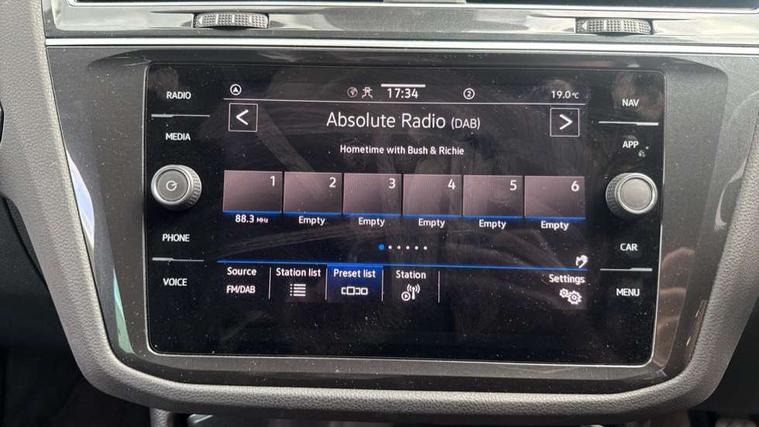 RADIO
MEDIA
PHONE
VOICE
17:34
2
19.0°C
< Absolute Radio (DAB) >
Hometime with Bush & Richie
1 2 3 4 5 6
88.3 MHz Empty Empty Empty Empty Empty
Source Station list Preset list Station Settings
FM/DAB
NAV
APP
CAR
MENU